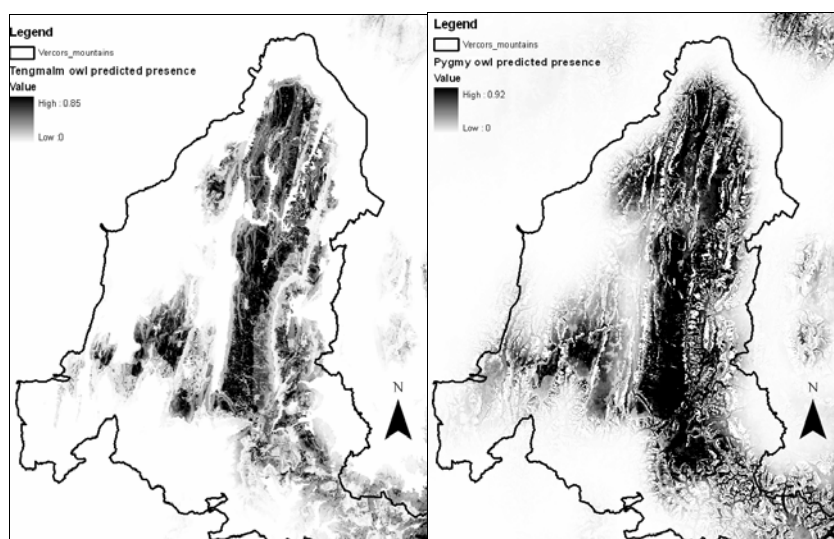 Legend
Vercors_mountains
Tengmalm owl predicted presence
Value
High : 0.85
Low :0
N
Legend
Vercors_mountains
Pygmy owl predicted presence
Value
High : 0.92
Low : 0
N